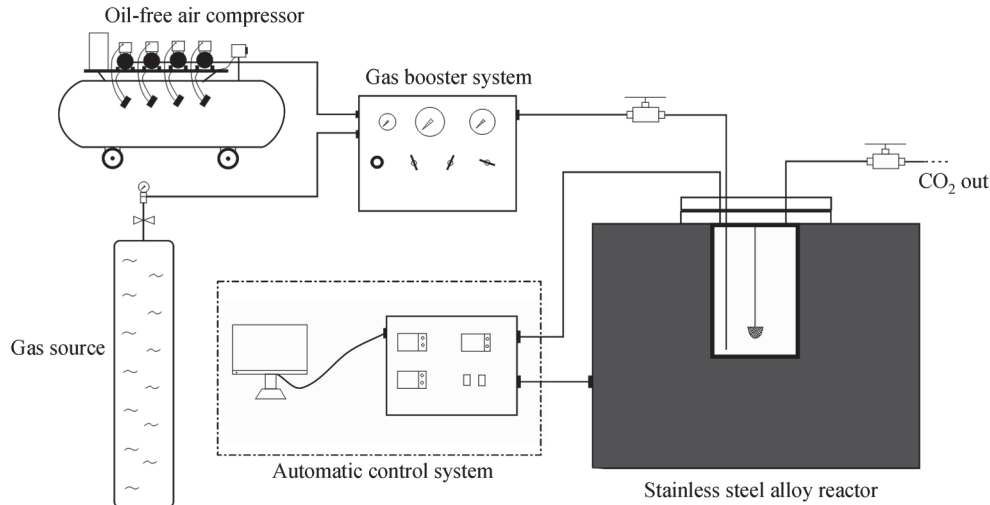 Oil-free air compressor
Gas booster system
CO₂ out
Gas source
Automatic control system
Stainless steel alloy reactor